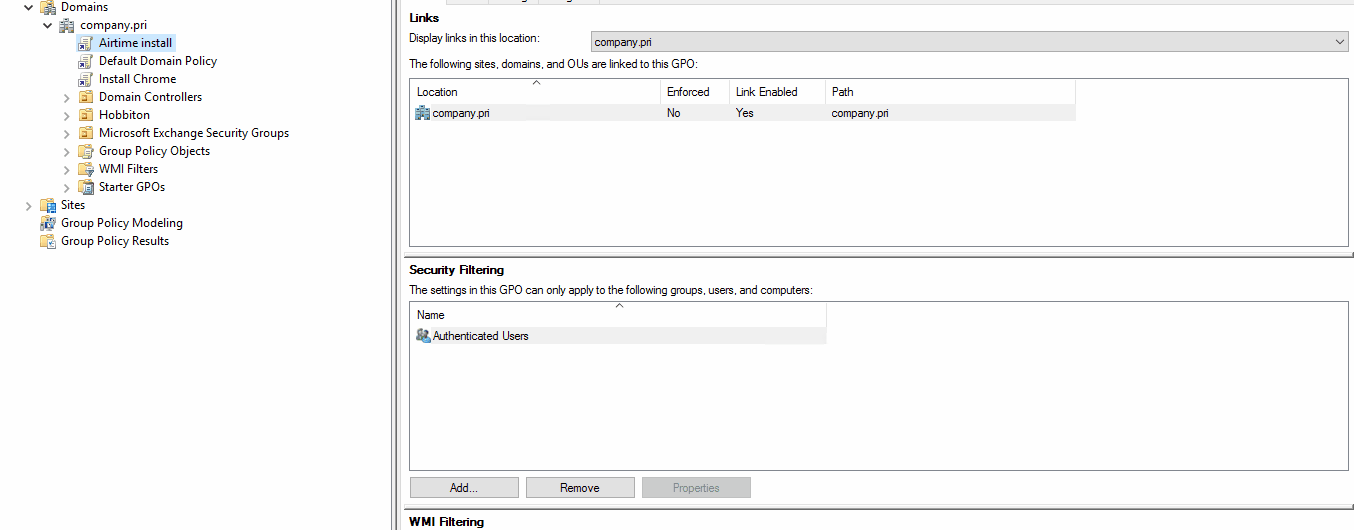 Domains
company.pri
Airtime install
Default Domain Policy
Install Chrome
Domain Controllers
Hobbiton
Microsoft Exchange Security Groups
Group Policy Objects
WMI Filters
Starter GPOs
Sites
Group Policy Modeling
Group Policy Results
Links
Display links in this location:
company.pri
The following sites, domains, and OUs are linked to this GPO:
Location Enforced Link Enabled Path
company.pri No Yes company.pri
Security Filtering
The settings in this GPO can only apply to the following groups, users, and computers:
Name
Authenticated Users
Add... Remove Properties
WMI Filtering